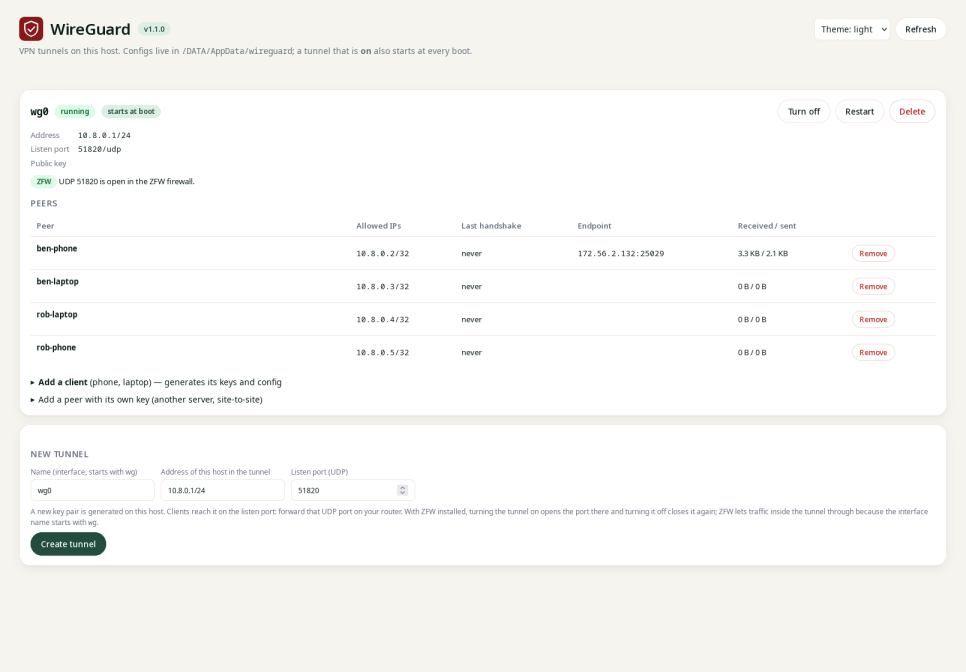 WireGuard v1.1.0
Theme: light
Refresh
VPN tunnels on this host. Configs live in /DATA/AppData/wireguard; a tunnel that is on also starts at every boot.
wg0 running starts at boot
Turn off Restart Delete
Address 10.8.0.1/24
Listen port 51820/udp
Public key
ZFW UDP 51820 is open in the ZFW firewall.
PEERS
Peer Allowed IPs Last handshake Endpoint Received / sent
ben-phone 10.8.0.2/32 never 172.56.2.132:25029 3.3 KB / 2.1 KB Remove
ben-laptop 10.8.0.3/32 never 0 B / 0 B Remove
rob-laptop 10.8.0.4/32 never 0 B / 0 B Remove
rob-phone 10.8.0.5/32 never 0 B / 0 B Remove
▸ Add a client (phone, laptop) — generates its keys and config
▸ Add a peer with its own key (another server, site-to-site)
NEW TUNNEL
Name (interface, starts with wg) Address of this host in the tunnel Listen port (UDP)
wg0 10.8.0.1/24 51820
A new key pair is generated on this host. Clients reach it on the listen port: forward that UDP port on your router. With ZFW installed, turning the tunnel on opens the port there and turning it off closes it again; ZFW lets traffic inside the tunnel through because the interface
name starts with wg.
Create tunnel